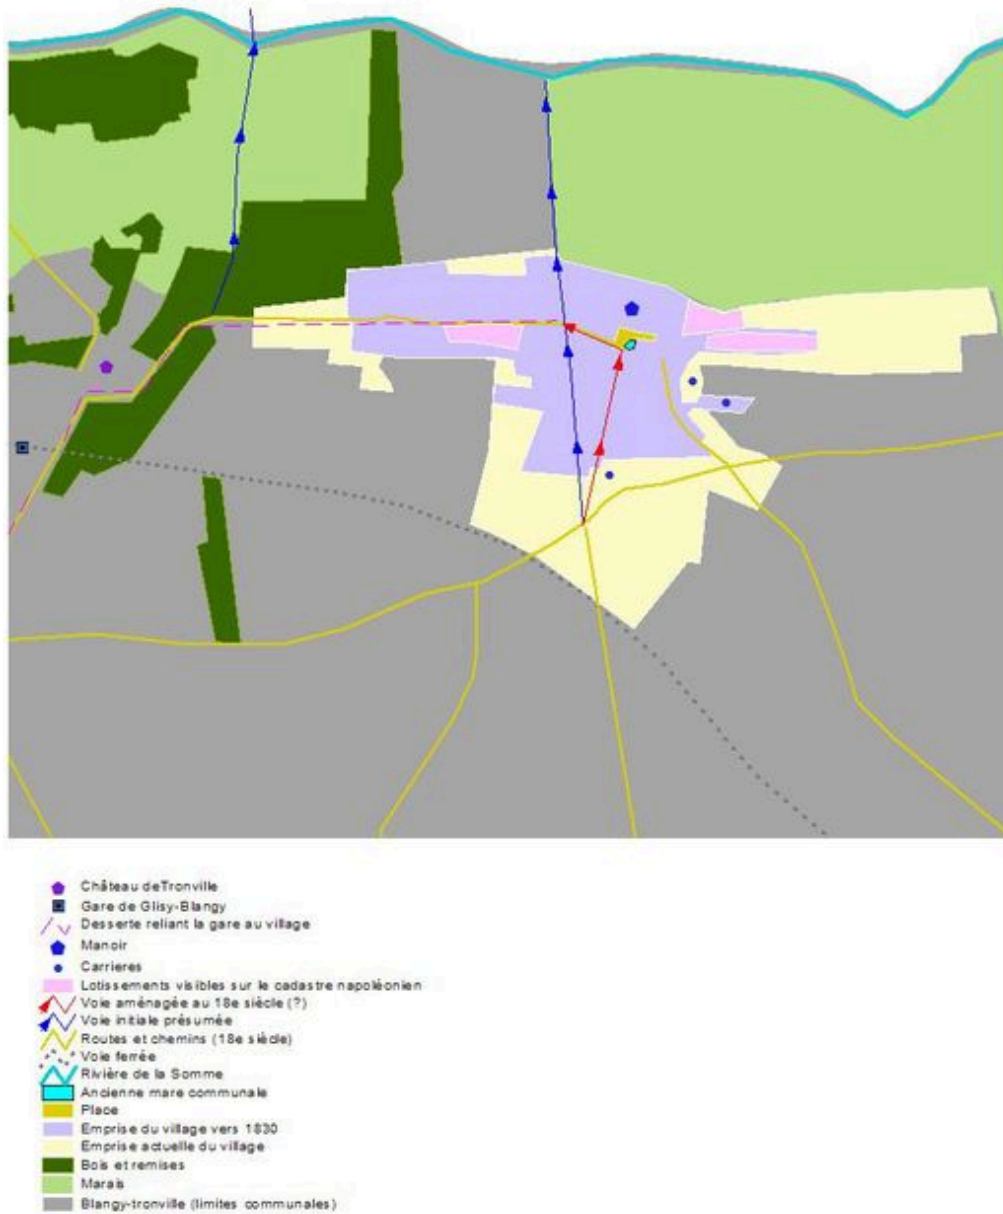 Château deTronville
Gare de Glisy-Blangy
Desserte reliant la gare au village
Manoir
Carrieres
Lotissements visibles sur le cadastre napoléonien
Voie aménagée au 18e siècle (?)
Voie initiale présumée
Routes et chemins (18e siècle)
Voie ferrée
Rivière de la Somme
Ancienne mare communale
Place
Emprise du village vers 1830
Emprise actuelle du village
Bois et remises
Marais
Blangy-tronville (limites communales)